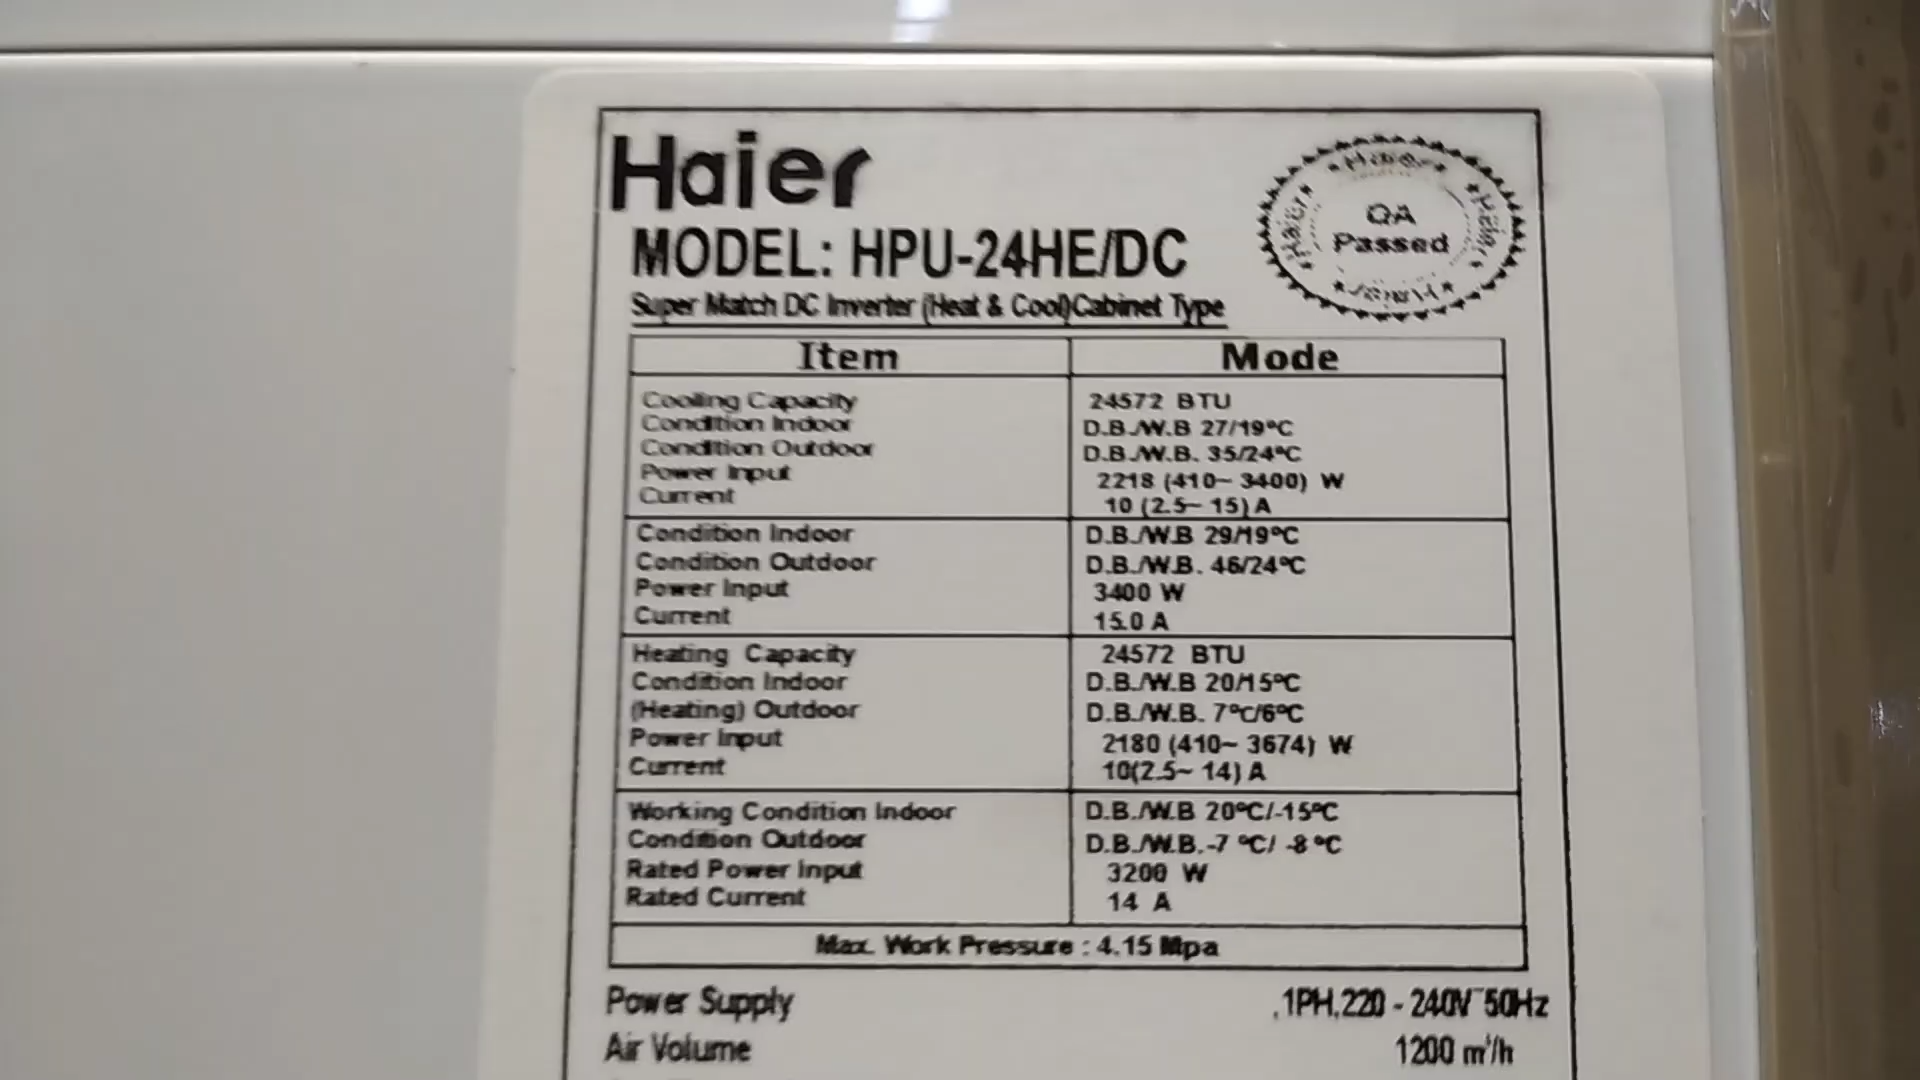 Haier
MODEL: HPU-24HE/DC
Super Match DC Inverter (Heat & Cool)Cabinet Type
Haier
Haier
QA
Passed
Haier
Haier
Item Mode
Cooling Capacity 24572 BTU
Condition Indoor D.B./W.B 27/19°C
Condition Outdoor D.B./W.B. 35/24°C
Power Input 2218 (410~ 3400) W
Current 10 (2.5~ 15) A
Condition Indoor D.B./W.B 29/19°C
Condition Outdoor D.B./W.B. 46/24°C
Power Input 3400 W
Current 15.0 A
Heating Capacity 24572 BTU
Condition Indoor D.B./W.B 20/15°C
(Heating) Outdoor D.B./W.B. 7°C/6°C
Power Input 2180 (410~ 3674) W
Current 10(2.5~ 14) A
Working Condition Indoor D.B./W.B 20°C/-15°C
Condition Outdoor D.B./W.B.-7 °C/ -8 °C
Rated Power Input 3200 W
Rated Current 14 A
Max. Work Pressure : 4.15 Mpa
Power Supply .1PH,220 - 240V~50Hz
Air Volume 1200 m³/h